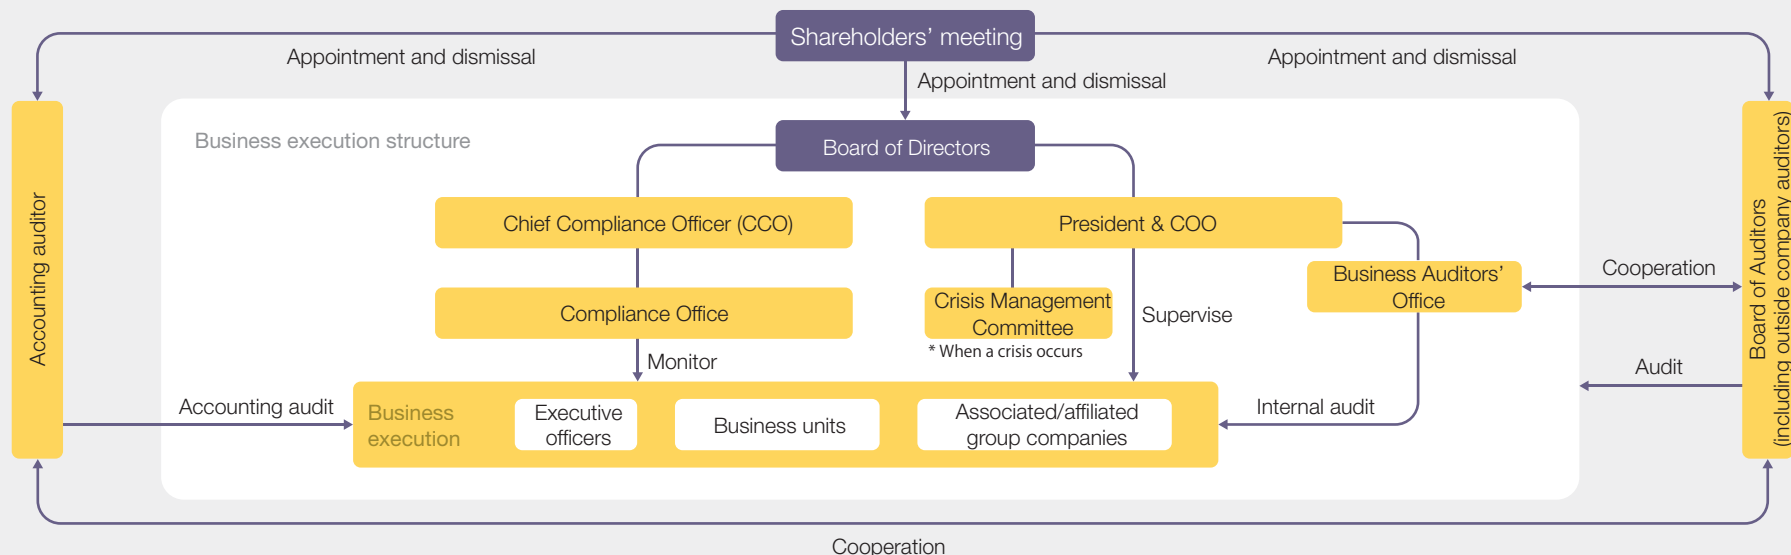 Shareholders’ meeting
Appointment and dismissal
Appointment and dismissal
Appointment and dismissal
Business execution structure
Board of Directors
Accounting auditor
Chief Compliance Officer (CCO)
President & COO
Compliance Office
Crisis Management
Committee
* When a crisis occurs
Supervise
Business Auditors’
Office
Cooperation
Board of Auditors
(including outside company auditors)
Monitor
Audit
Accounting audit
Business
execution
Executive
officers
Business units
Associated/affiliated
group companies
Internal audit
Cooperation